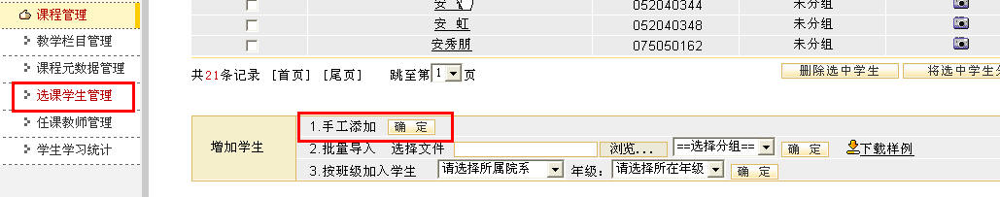 课程管理
教学栏目管理
课程元数据管理
选课学生管理
任课教师管理
学生学习统计
安 052040344 未分组
安 虹 052040348 未分组
安秀朋 075050162 未分组
共21条记录 [首页] [尾页] 跳至第 1 页 删除选中学生 将选中学生
增加学生
1.手工添加 确 定
2.批量导入 选择文件 浏览... ==选择分组== 确 定 下载样例
3.按班级加入学生 请选择所属院系 年级： 请选择所在年级 确 定